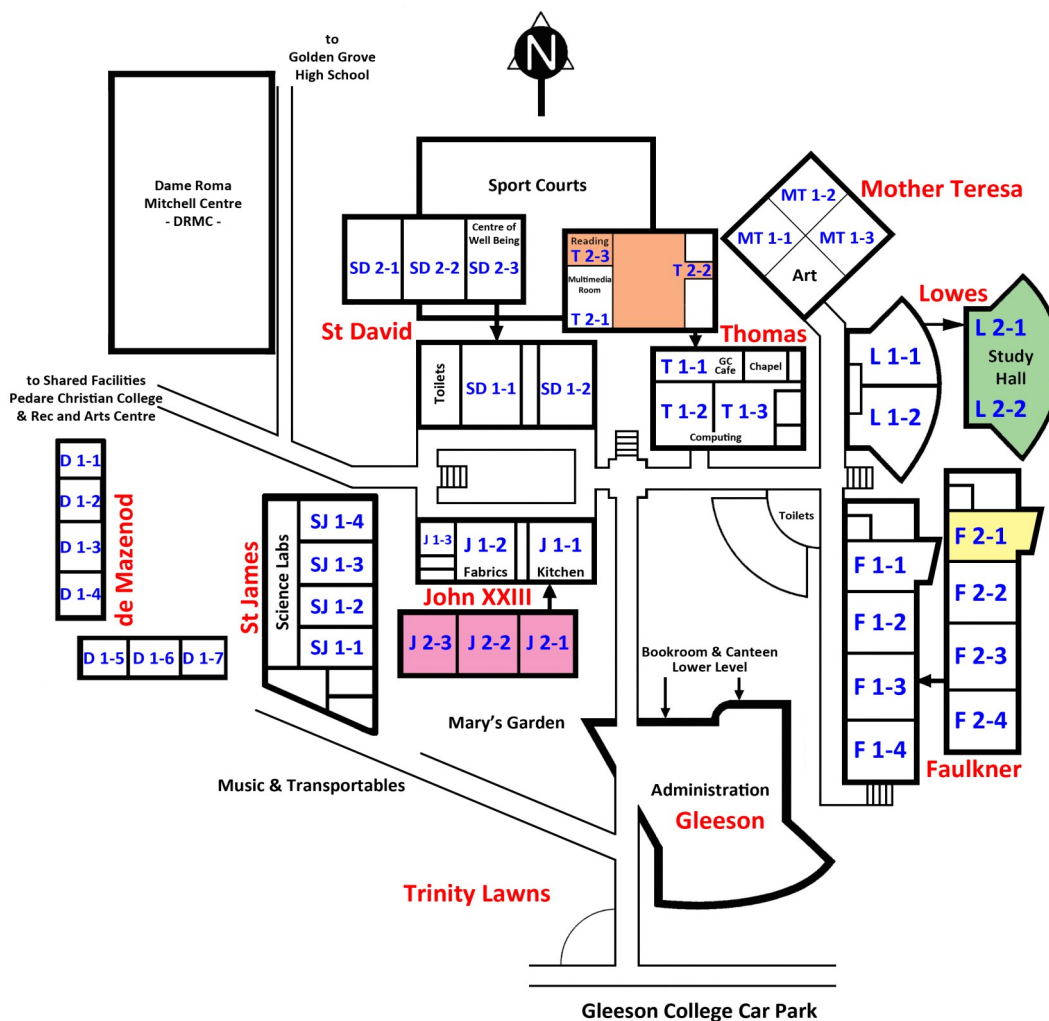 to
Golden Grove
High School
N
Dame Roma
Mitchell Centre
- DRMC -
Sport Courts
Mother Teresa
MT 1-2
MT 1-1
MT 1-3
Art
Centre of
Well Being
SD 2-1
SD 2-2
SD 2-3
Reading
T 2-3
T 2-2
Multimedia
Room
T 2-1
St David
Thomas
Lowes
L 2-1
Study
Hall
L 2-2
L 1-1
L 1-2
Toilets
SD 1-1
SD 1-2
T 1-1
GC
Cafe
Chapel
T 1-2
T 1-3
Computing
to Shared Facilities
Pedare Christian College
& Rec and Arts Centre
D 1-1
D 1-2
D 1-3
D 1-4
de Mazenod
D 1-5
D 1-6
D 1-7
St James
Science Labs
SJ 1-4
SJ 1-3
SJ 1-2
SJ 1-1
J 1-3
J 1-2
Fabrics
J 1-1
Kitchen
John XXIII
J 2-3
J 2-2
J 2-1
Toilets
F 1-1
F 1-2
F 1-3
F 1-4
F 2-1
F 2-2
F 2-3
F 2-4
Faulkner
Bookroom & Canteen
Lower Level
Mary's Garden
Music & Transportables
Administration
Gleeson
Trinity Lawns
Gleeson College Car Park